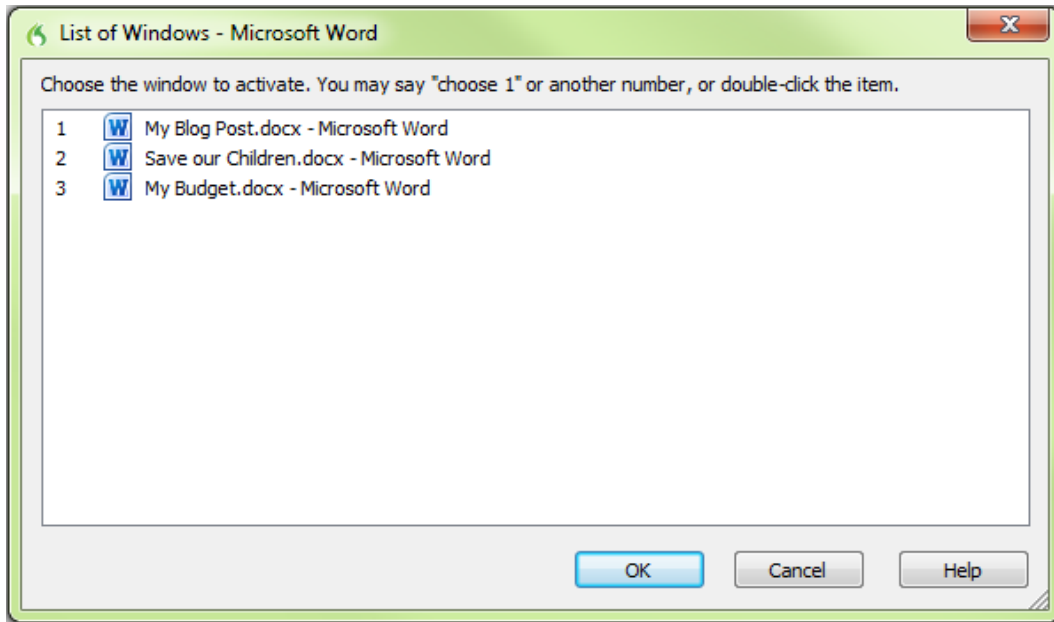 List of Windows - Microsoft Word
X
Choose the window to activate. You may say "choose 1" or another number, or double-click the item.
1 W My Blog Post.docx - Microsoft Word
2 W Save our Children.docx - Microsoft Word
3 W My Budget.docx - Microsoft Word
OK Cancel Help